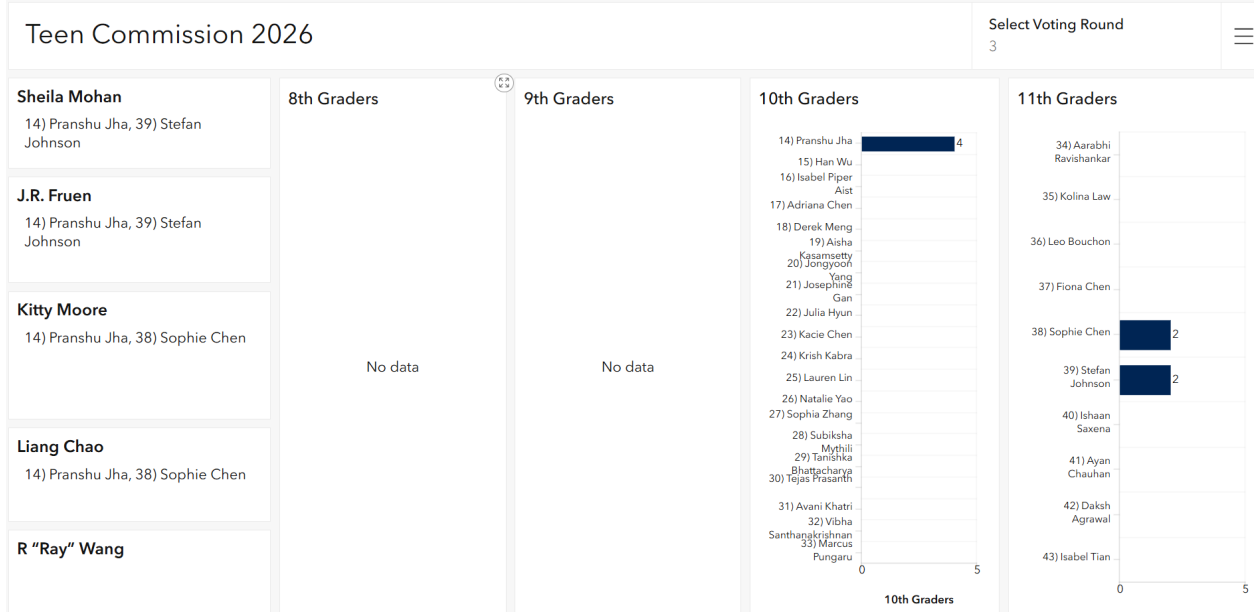 Teen Commission 2026
Select Voting Round
3
Sheila Mohan
14) Pranshu Jha, 39) Stefan
Johnson
J.R. Fruen
14) Pranshu Jha, 39) Stefan
Johnson
Kitty Moore
14) Pranshu Jha, 38) Sophie Chen
Liang Chao
14) Pranshu Jha, 38) Sophie Chen
R “Ray” Wang
8th Graders
No data
9th Graders
No data
10th Graders
14) Pranshu Jha
4
15) Han Wu
16) Isabel Piper
Aist
17) Adriana Chen
18) Derek Meng
19) Aisha
Kasamsetty
20) Jongyoon
Yang
21) Josephine
Gan
22) Julia Hyun
23) Kacie Chen
24) Krish Kabra
25) Lauren Lin
26) Natalie Yao
27) Sophia Zhang
28) Subiksha
Mythili
29) Tanishka
Bhattacharya
30) Tejas Prasanth
31) Avani Khatri
32) Vibha
Santhanakrishnan
33) Marcus
Pungaru
0 5
10th Graders
11th Graders
34) Aarabhi
Ravishankar
35) Kolina Law
36) Leo Bouchon
37) Fiona Chen
38) Sophie Chen
2
39) Stefan
Johnson
2
40) Ishaan
Saxena
41) Ayan
Chauhan
42) Daksh
Agrawal
43) Isabel Tian
0 5